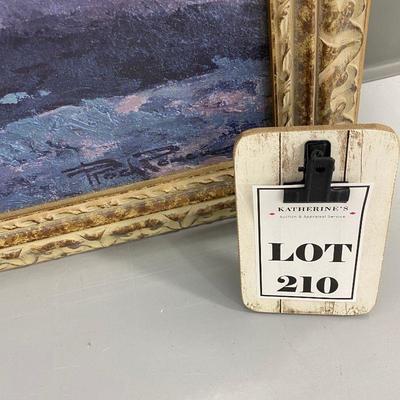 KATHERINE'S
Auction & Appraisal Service
LOT
210